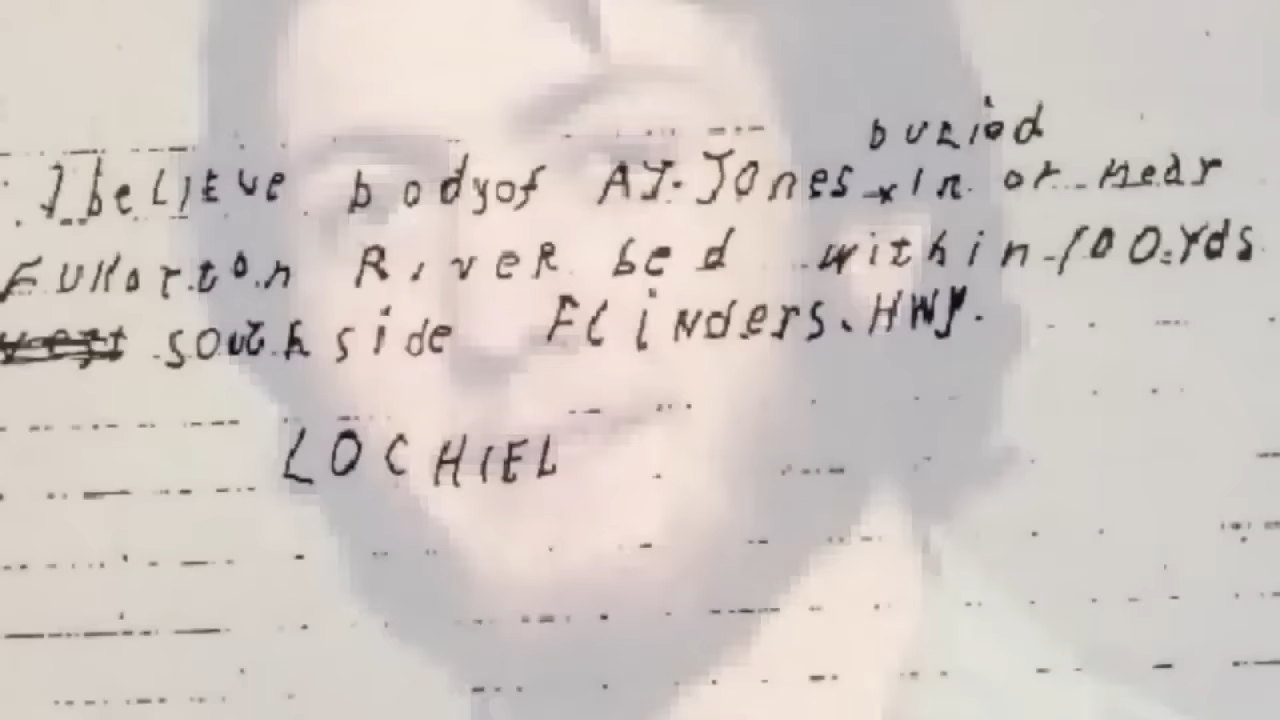 buried
I beLIEve bodyof AJ. Jones x In or near
FULLarton RiveR bed within 100.Yds
west south side FLiNders. HWY.
LOCHIEL